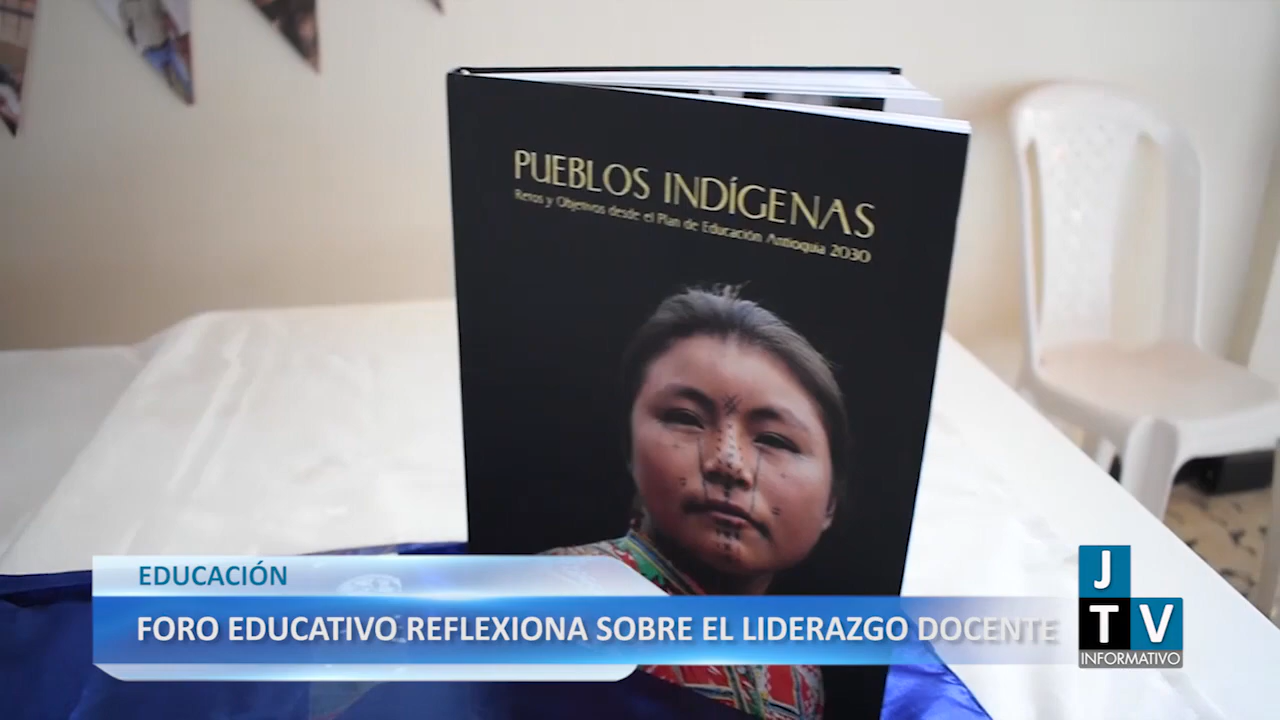 PUEBLOS INDÍGENAS
Retos y Objetivos desde el Plan de Educación Antioquia 2030
EDUCACIÓN
FORO EDUCATIVO REFLEXIONA SOBRE EL LIDERAZGO DOCENTE
J
TV
INFORMATIVO